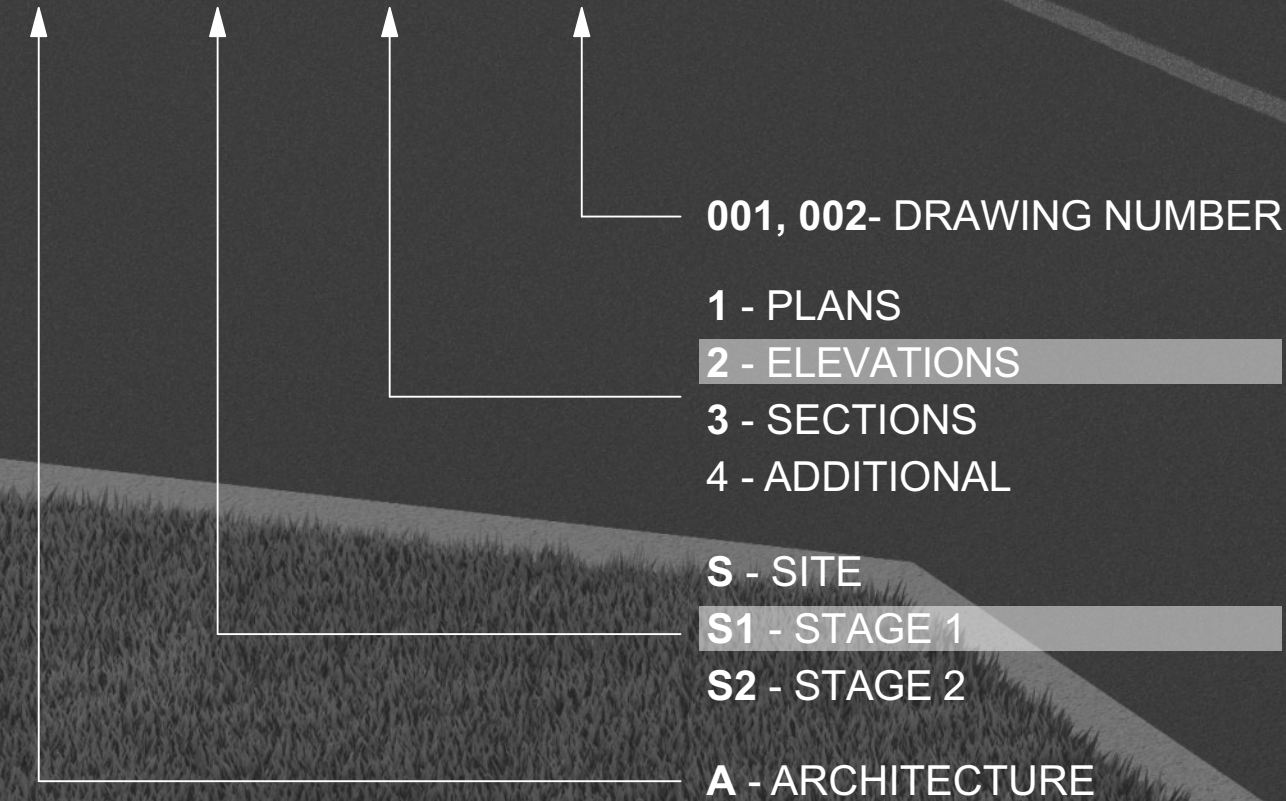 001, 002- DRAWING NUMBER
1 - PLANS
2 - ELEVATIONS
3 - SECTIONS
4 - ADDITIONAL
S - SITE
S1 - STAGE 1
S2 - STAGE 2
A - ARCHITECTURE